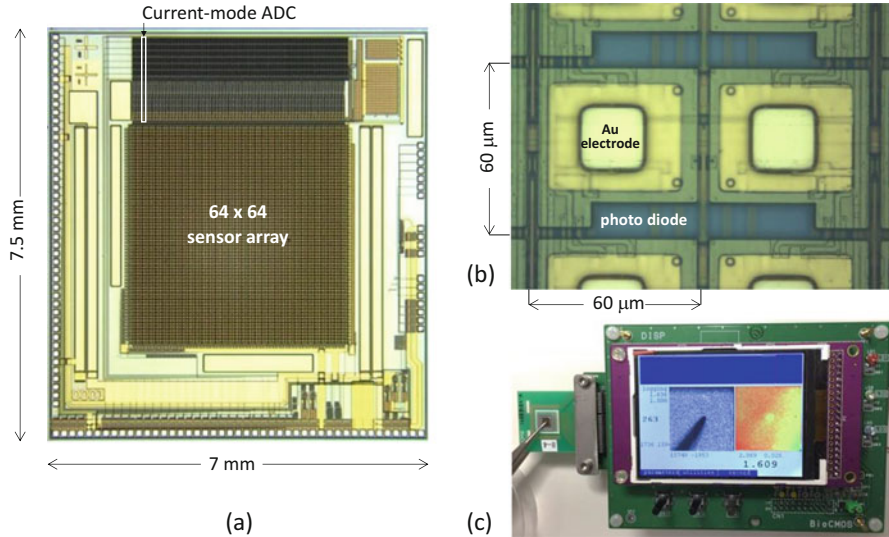 Current-mode ADC
7.5 mm
64 x 64
sensor array
7 mm
(a)
60 μm
Au
electrode
photo diode
(b)
60 μm
DISP
263
1.609
BioCMOS
(c)